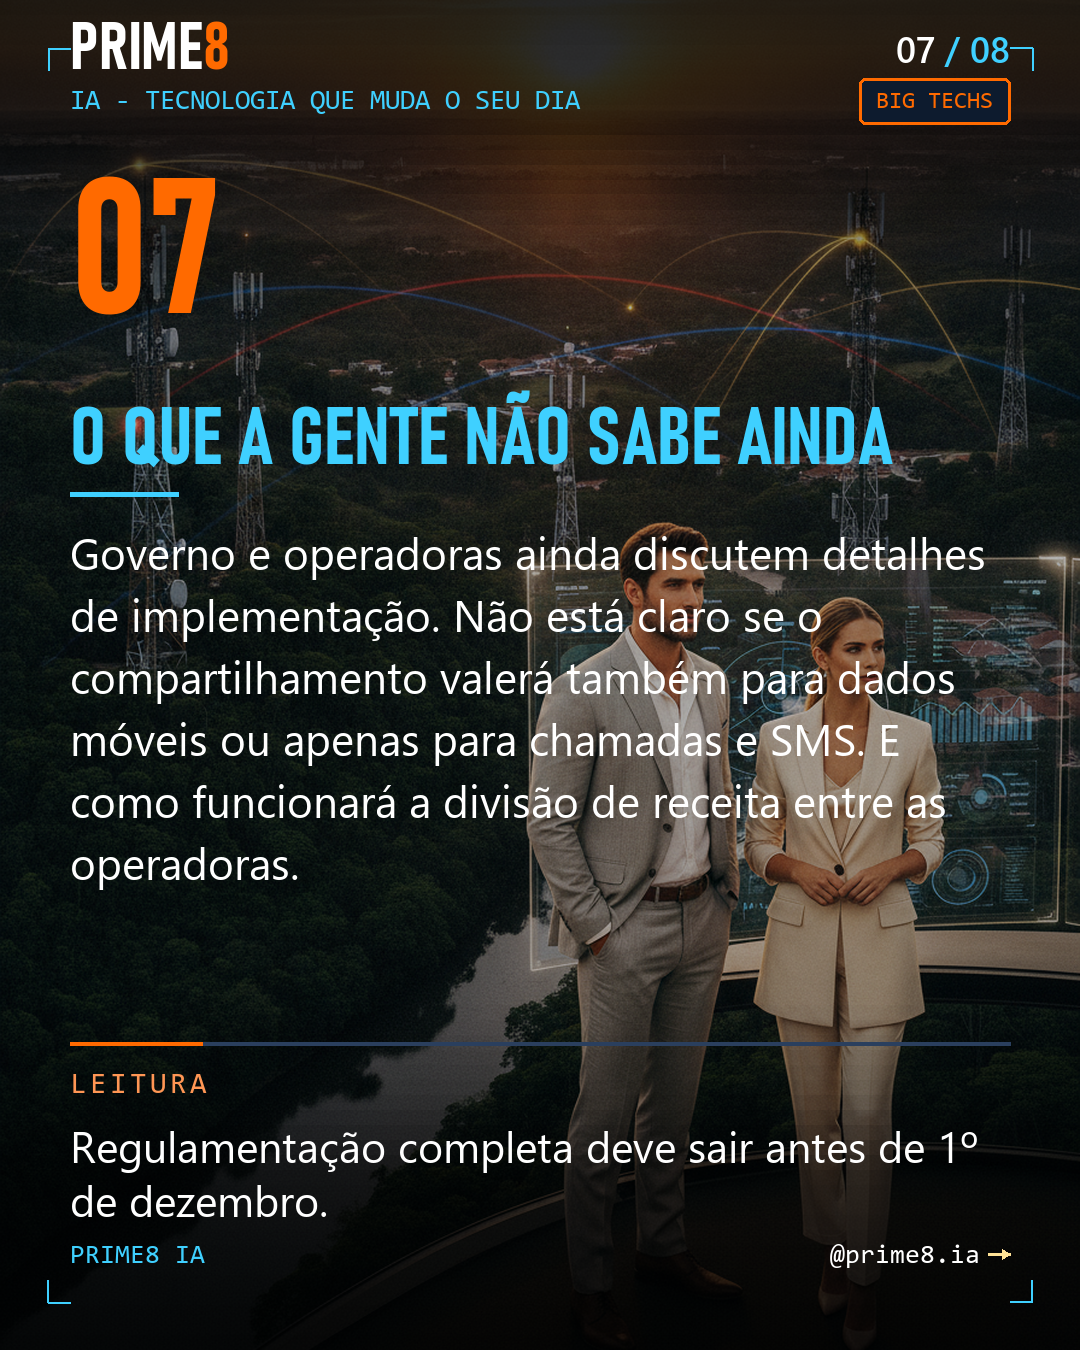 PRIME8
07 / 08
IA - TECNOLOGIA QUE MUDA O SEU DIA
BIG TECHS
07
O QUE A GENTE NÃO SABE AINDA
Governo e operadoras ainda discutem detalhes
de implementação. Não está claro se o
compartilhamento valerá também para dados
móveis ou apenas para chamadas e SMS. E
como funcionará a divisão de receita entre as
operadoras.
LEITURA
Regulamentação completa deve sair antes de 1º
de dezembro.
PRIME8 IA
@prime8.ia